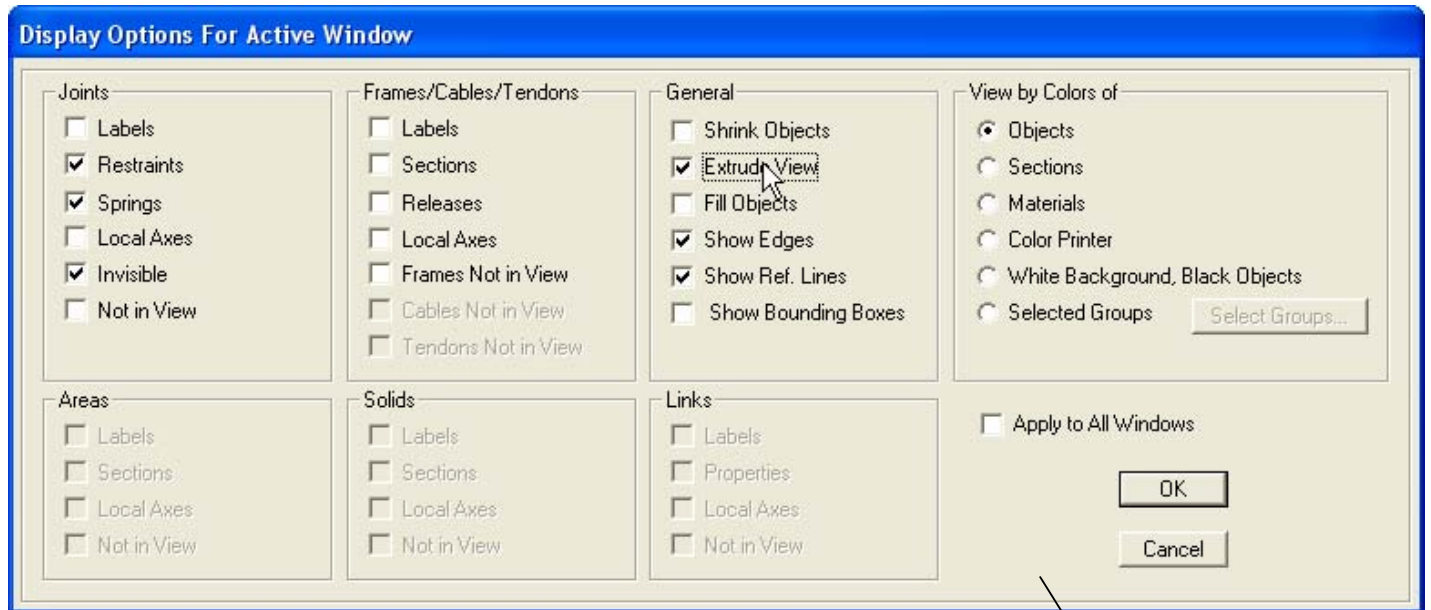 Display Options For Active Window
Joints
Labels
Restraints
Springs
Local Axes
Invisible
Not in View
Frames/Cables/Tendons
Labels
Sections
Releases
Local Axes
Frames Not in View
Cables Not in View
Tendons Not in View
General
Shrink Objects
Extrude View
Fill Objects
Show Edges
Show Ref. Lines
Show Bounding Boxes
View by Colors of
Objects
Sections
Materials
Color Printer
White Background, Black Objects
Selected Groups
Select Groups...
Areas
Labels
Sections
Local Axes
Not in View
Solids
Labels
Sections
Local Axes
Not in View
Links
Labels
Properties
Local Axes
Not in View
Apply to All Windows
OK
Cancel